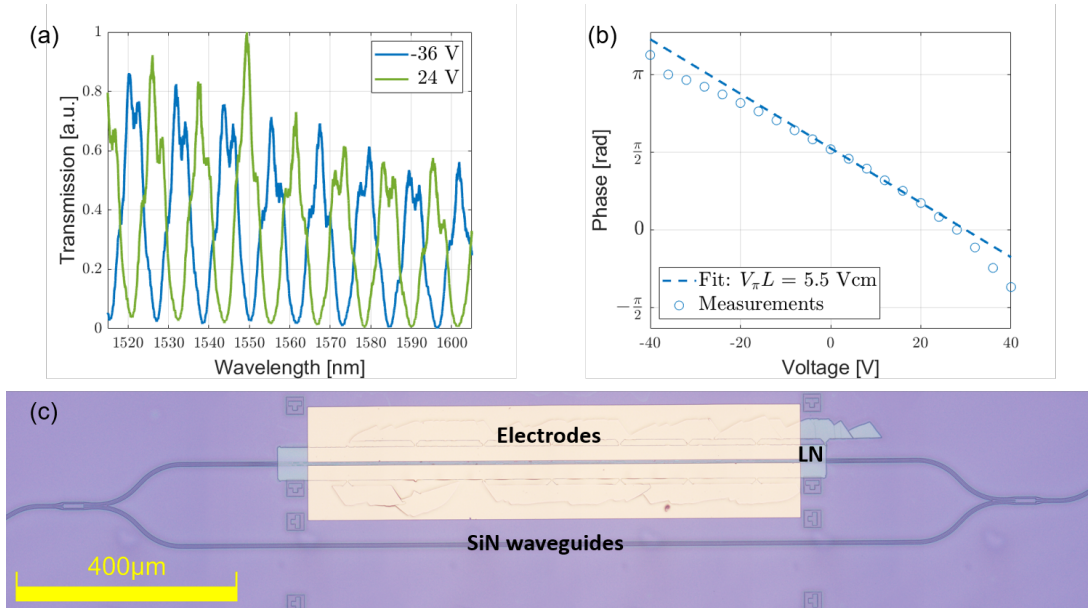 (a)
Transmission [a.u.]
1
0.8
0.6
0.4
0.2
0
-36 V
24 V
1520 1530 1540 1550 1560 1570 1580 1590 1600
Wavelength [nm]
(b)
Phase [rad]
π
π/2
0
-π/2
Fit: VπL = 5.5 Vcm
Measurements
-40 -20 0 20 40
Voltage [V]
(c)
Electrodes
LN
SiN waveguides
400μm